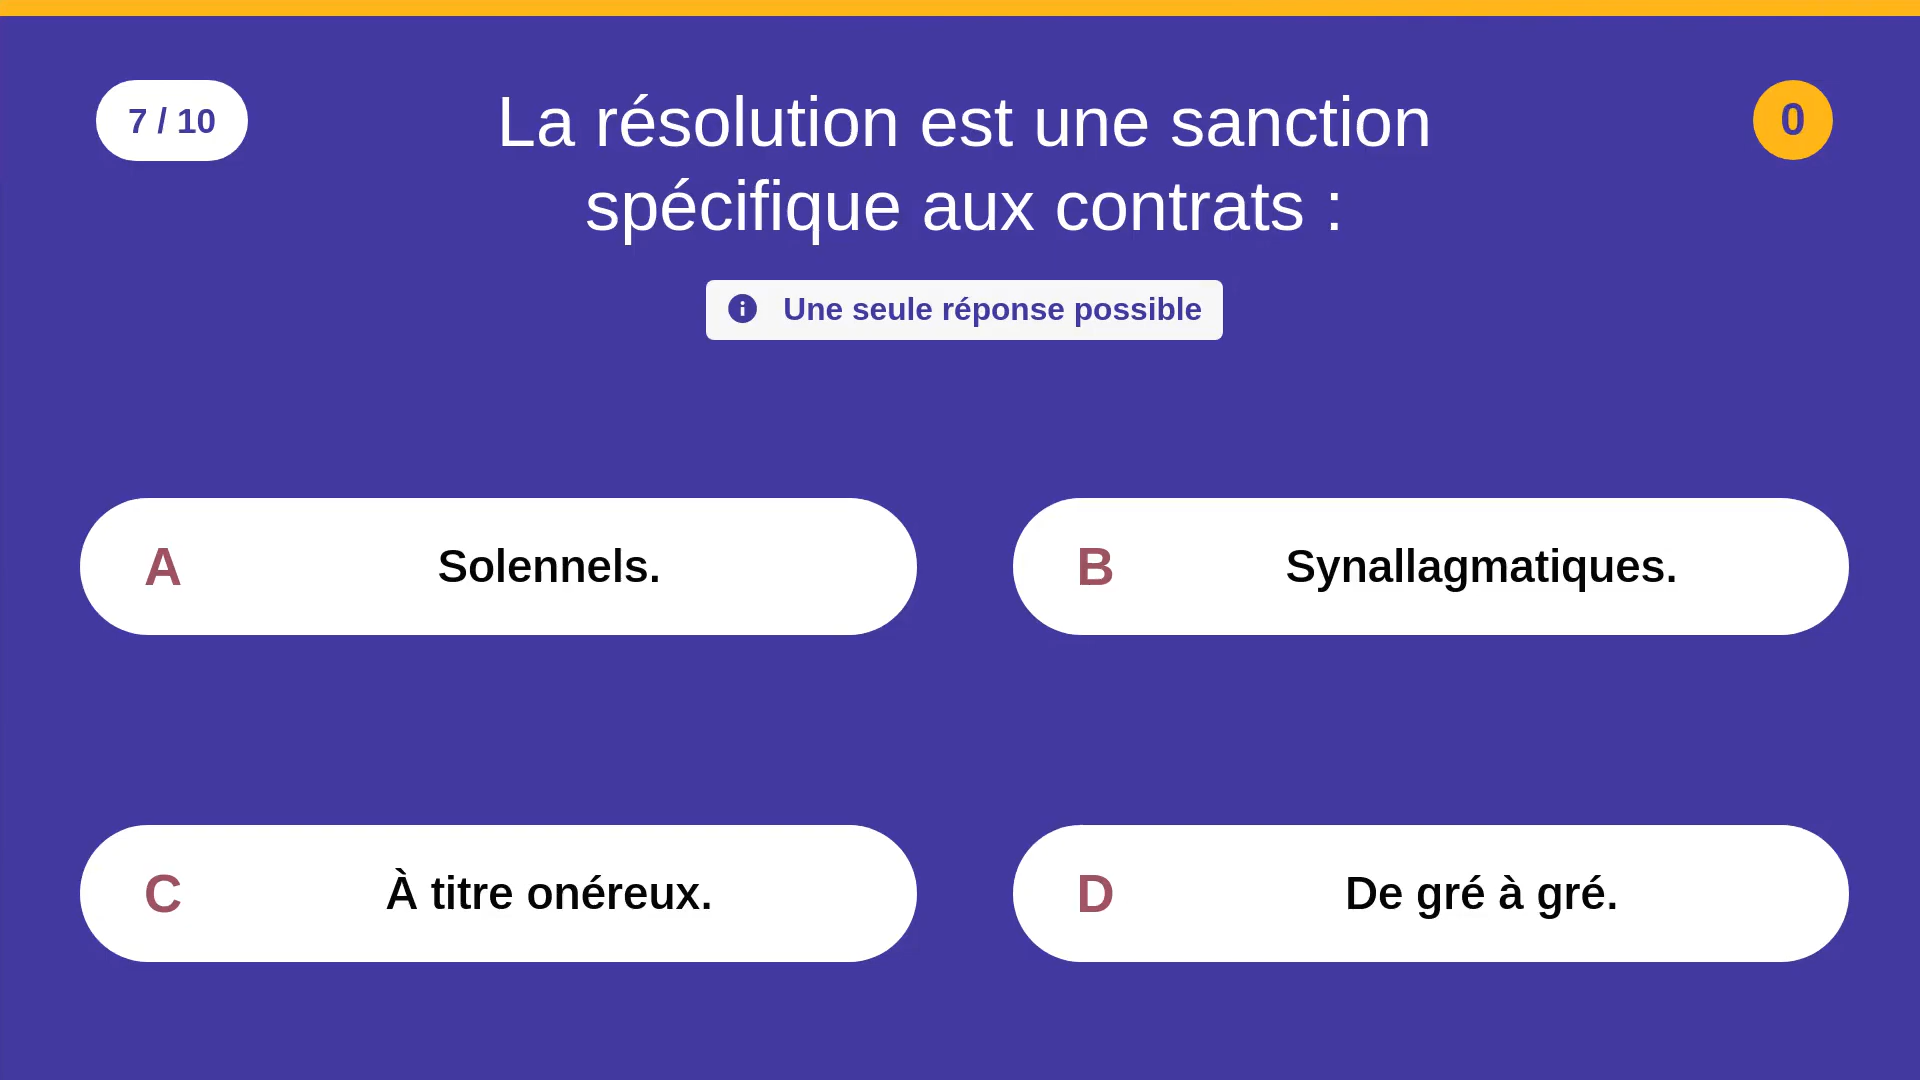 7 / 10
La résolution est une sanction
spécifique aux contrats :
0
Une seule réponse possible
A Solennels.
B Synallagmatiques.
C À titre onéreux.
D De gré à gré.